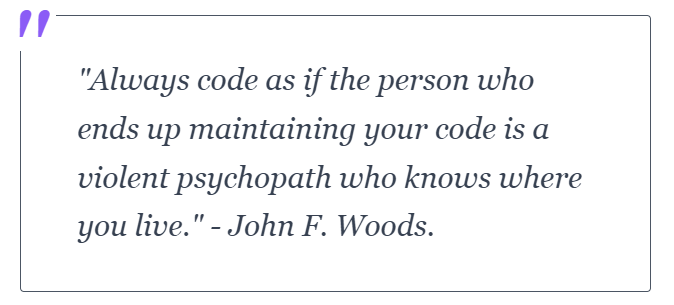 "
"Always code as if the person who
ends up maintaining your code is a
violent psychopath who knows where
you live." - John F. Woods.